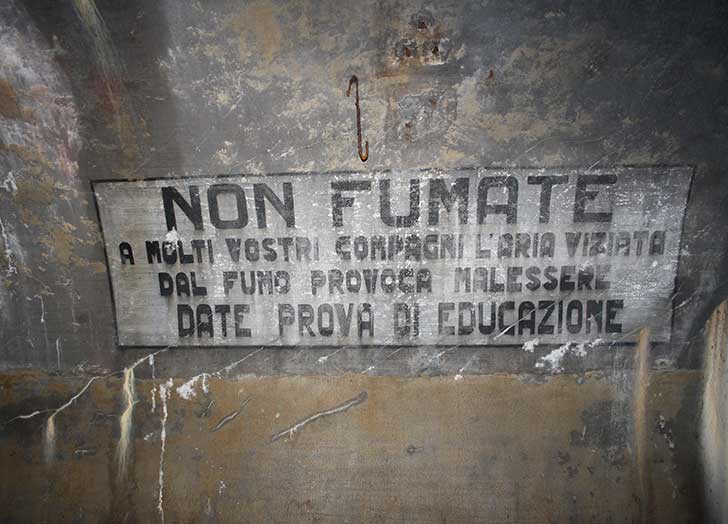 NON FUMATE
A MOLTI VOSTRI COMPAGNI L'ARIA VIZIATA
DAL FUMO PROVOCA MALESSERE
DATE PROVA DI EDUCAZIONE